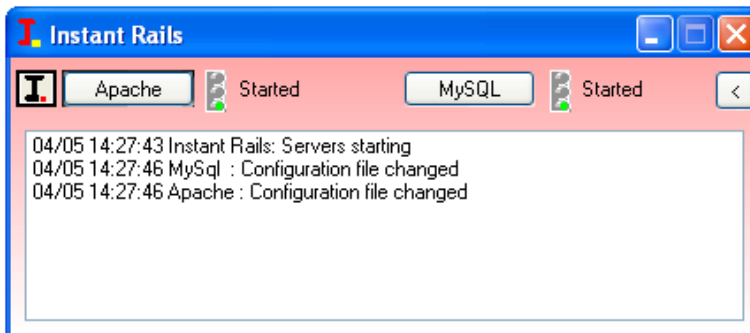 Instant Rails
I. Apache Started MySQL Started <
04/05 14:27:43 Instant Rails: Servers starting
04/05 14:27:46 MySql : Configuration file changed
04/05 14:27:46 Apache : Configuration file changed